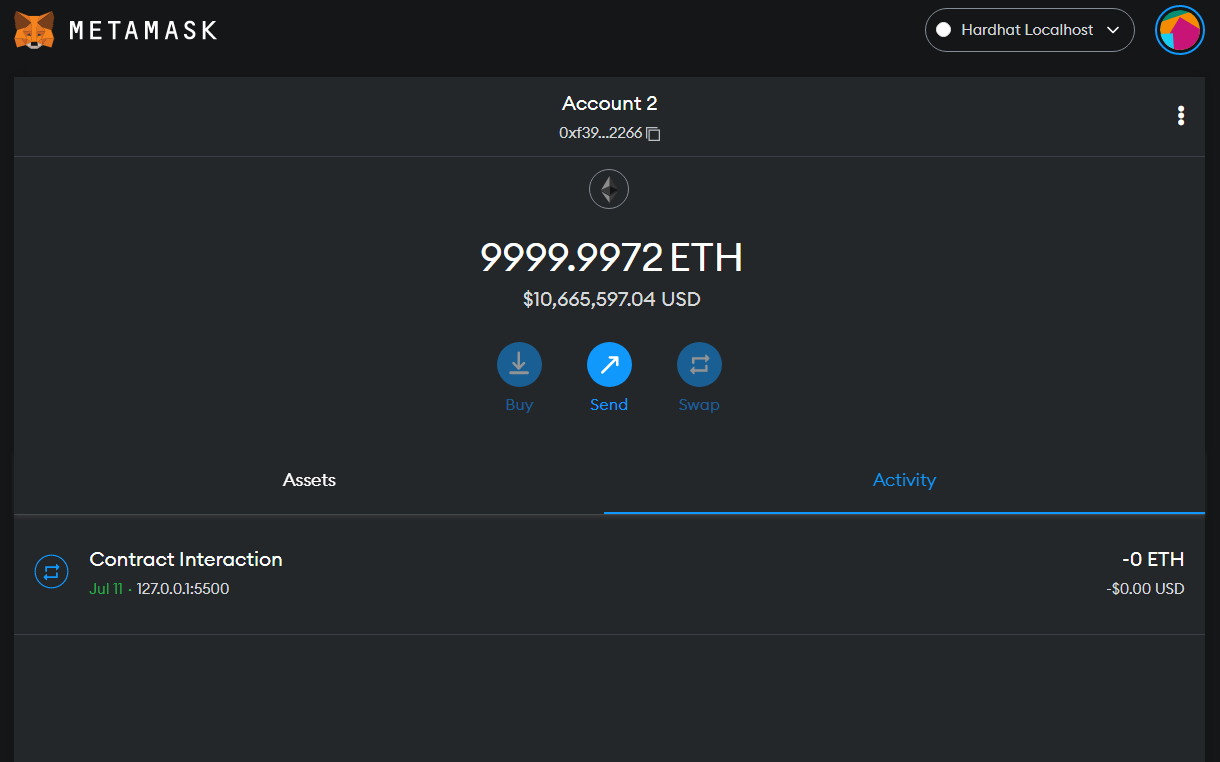 METAMASK
Hardhat Localhost
Account 2
0xf39...2266
9999.9972 ETH
$10,665,597.04 USD
Buy
Send
Swap
Assets
Activity
Contract Interaction
-0 ETH
Jul 11 · 127.0.0.1:5500
-$0.00 USD